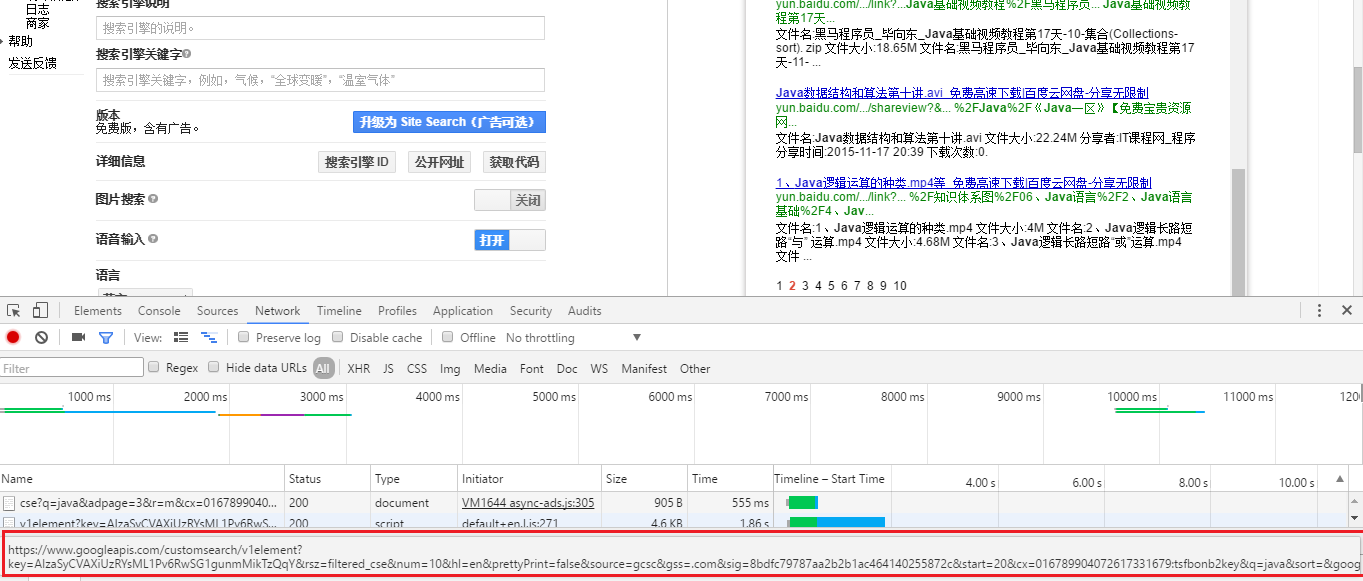 日志
商家
帮助
发送反馈
搜索引擎说明
搜索引擎的说明。
搜索引擎关键字
搜索引擎关键字，例如，气候，“全球变暖”，“温室气体”
版本
免费版，含有广告。
升级为 Site Search（广告可选）
详细信息
搜索引擎 ID 公开网址 获取代码
图片搜索
关闭
语音输入
打开
语言
yun.baidu.com/.../link?...Java基础视频教程%2F黑马程序员... Java基础视频教
程第17天...
文件名:黑马程序员_毕向东_Java基础视频教程第17天-10-集合(Collections-
sort). zip 文件大小:18.65M 文件名:黑马程序员_毕向东_Java基础视频教程第17
天-11- ...
Java数据结构和算法第十讲.avi_免费高速下载|百度云网盘-分享无限制
yun.baidu.com/.../shareview?&... %2FJava%2F《Java一区》【免费宝贵资源
网...
文件名:Java数据结构和算法第十讲.avi 文件大小:22.24M 分享者:IT课程网_程序
分享时间:2015-11-17 20:39 下载次数:0.
1、Java逻辑运算的种类.mp4等_免费高速下载|百度云网盘-分享无限制
yun.baidu.com/.../link?... %2F知识体系图%2F06、Java语言%2F2、Java语言
基础%2F4、Jav...
文件名:1、Java逻辑运算的种类.mp4 文件大小:4M 文件名:2、Java逻辑长路短
路“与” 运算.mp4 文件大小:4.68M 文件名:3、Java逻辑长路短路“或”运算.mp4
文件 ...
1 2 3 4 5 6 7 8 9 10
Elements Console Sources Network Timeline Profiles Application Security Audits
View: Preserve log Disable cache Offline No throttling
Filter Regex Hide data URLs All XHR JS CSS Img Media Font Doc WS Manifest Other
1000 ms 2000 ms 3000 ms 4000 ms 5000 ms 6000 ms 7000 ms 8000 ms 9000 ms 10000 ms 11000 ms 120
Name Status Type Initiator Size Time Timeline – Start Time 4.00 s 6.00 s 8.00 s 10.00 s
cse?q=java&adpage=3&r=m&cx=0167899040... 200 document VM1644 async-ads.js:305 905 B 555 ms
v1element?key=AIzaSyCVAXiUzRYsML1Pv6RwS... 200 script default+en.I.js:271 4.6 KB 1.86 s
https://www.googleapis.com/customsearch/v1element?
key=AIzaSyCVAXiUzRYsML1Pv6RwSG1gunmMikTzQqY&rsz=filtered_cse&num=10&hl=en&prettyPrint=false&source=gcsc&gss=.com&sig=8bdfc79787aa2b2b1ac464140255872c&start=20&cx=016789904072617331679:tsfbonb2key&q=java&sort=&goog